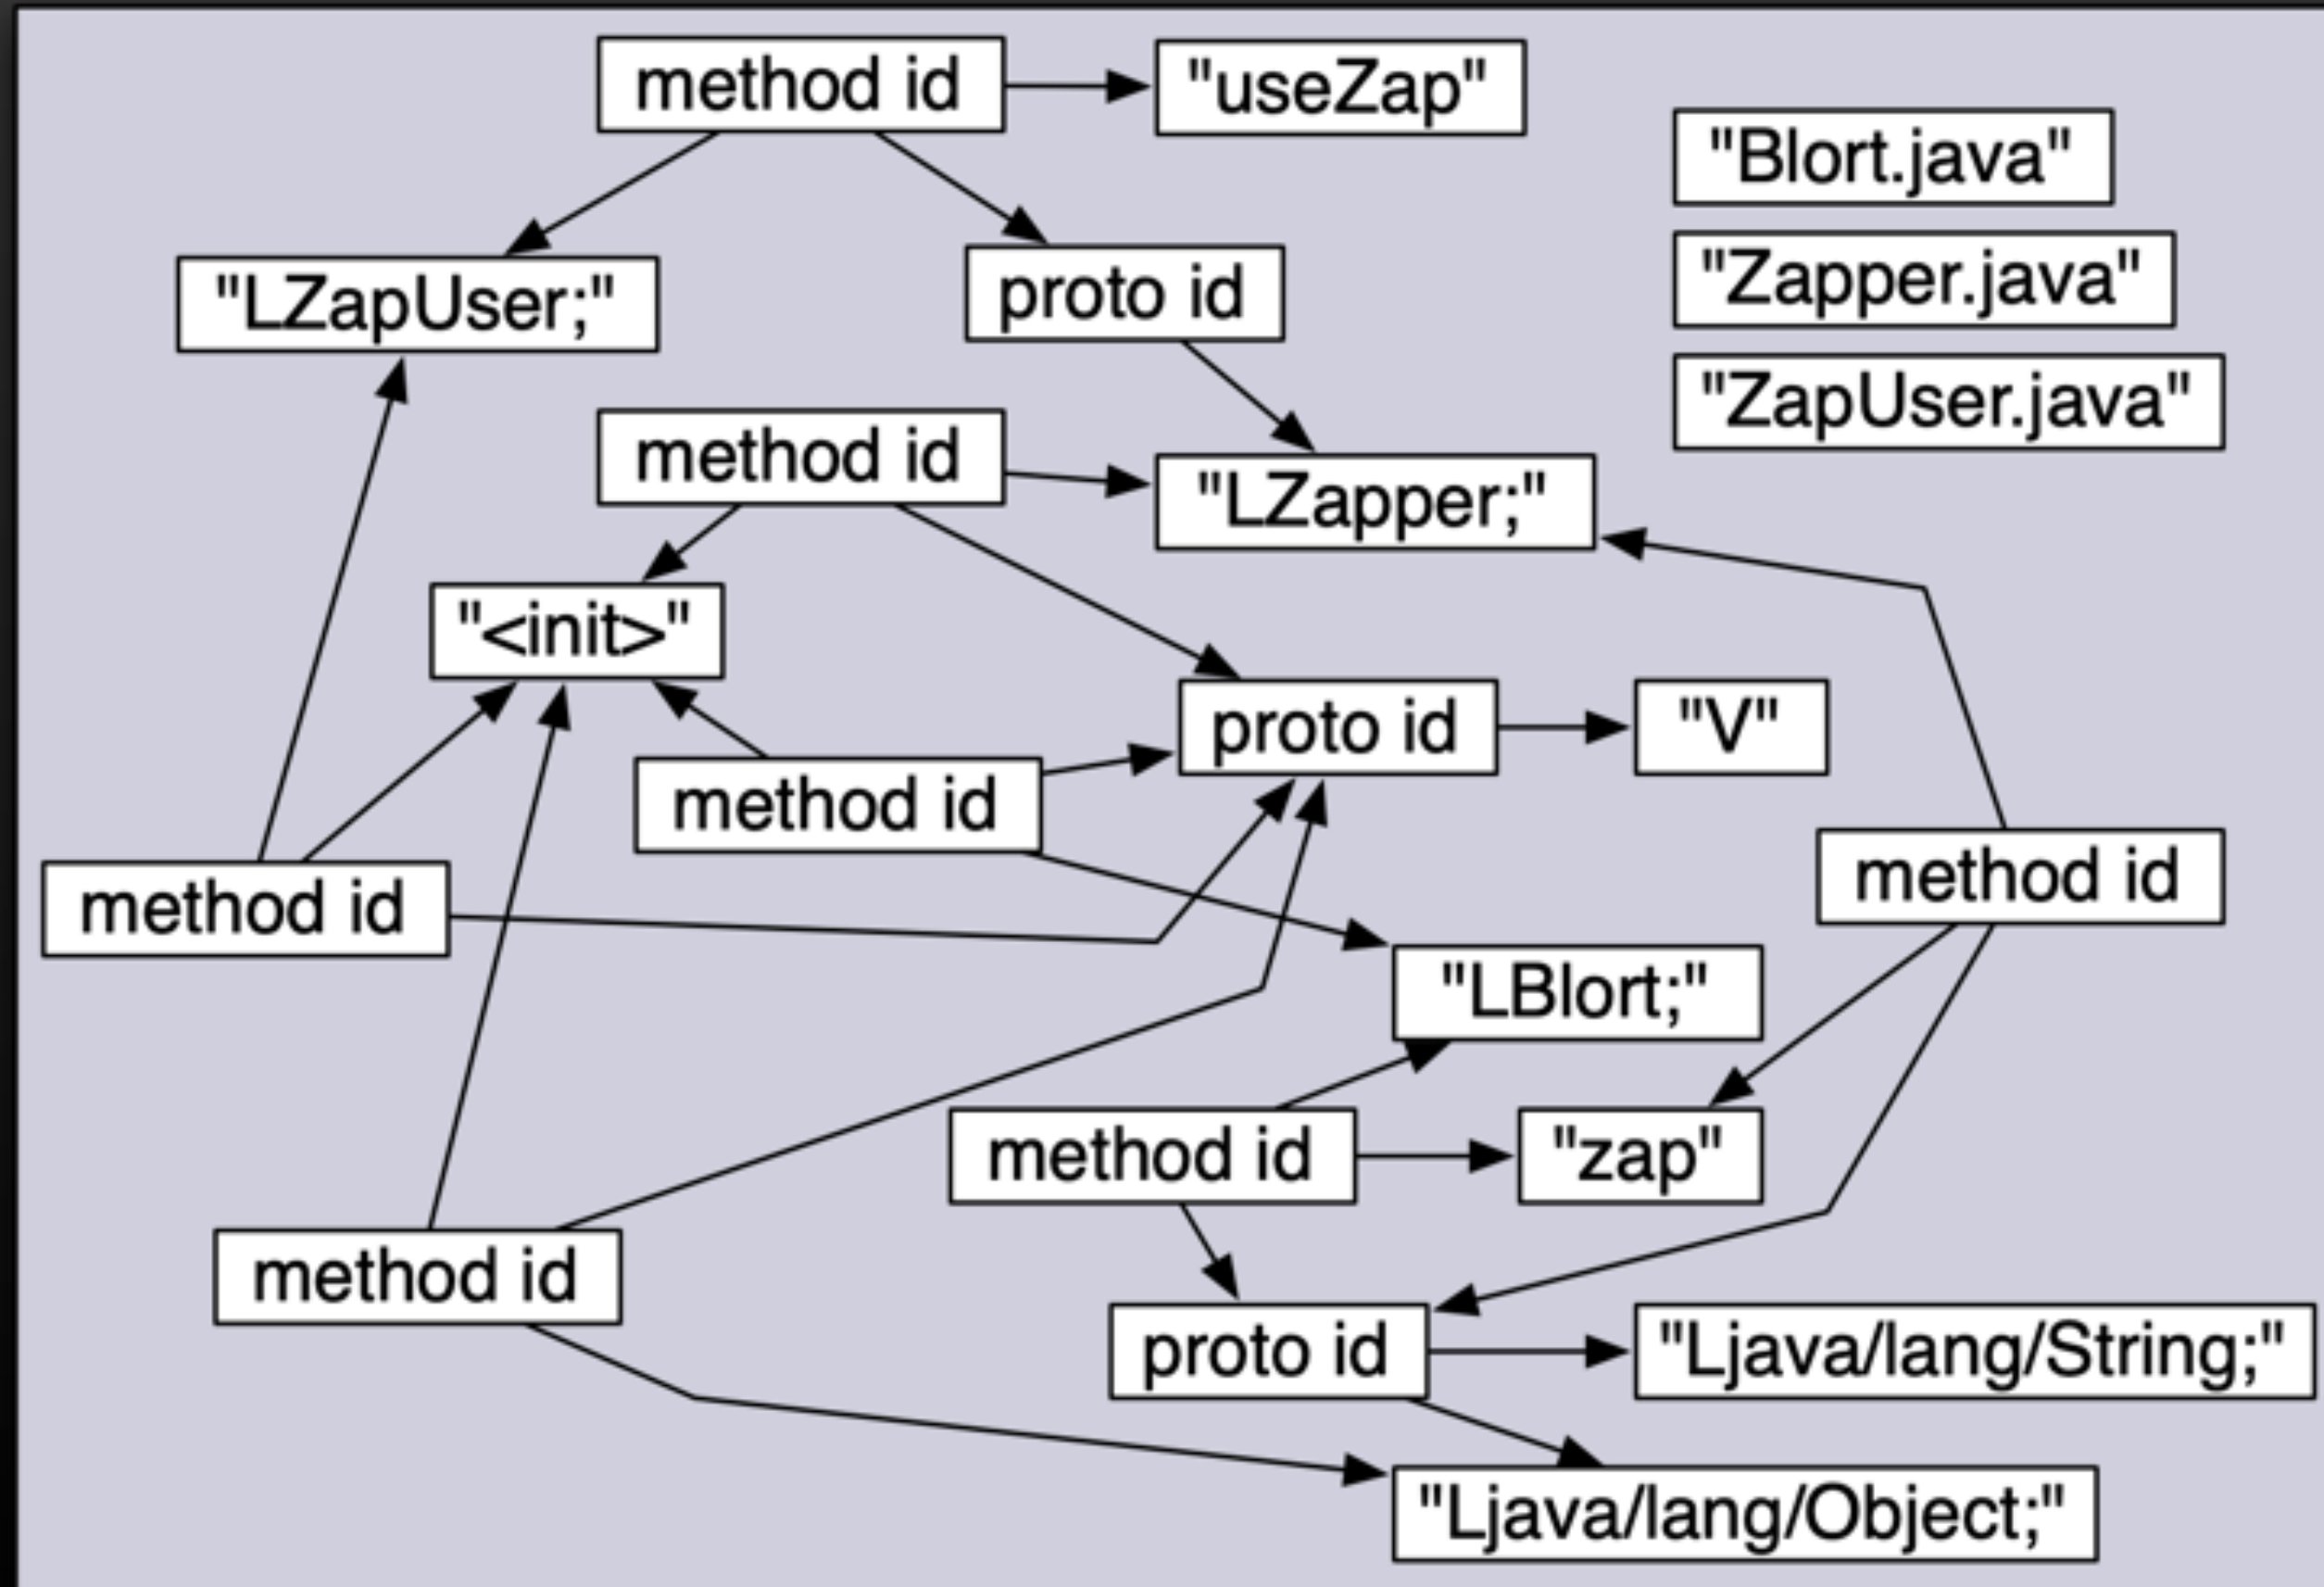 method id
"useZap"
"Blort.java"
"LZapUser;"
proto id
"Zapper.java"
"ZapUser.java"
method id
"LZapper;"
"<init>"
proto id
"V"
method id
method id
method id
"LBlort;"
method id
"zap"
method id
proto id
"Ljava/lang/String;"
"Ljava/lang/Object;"